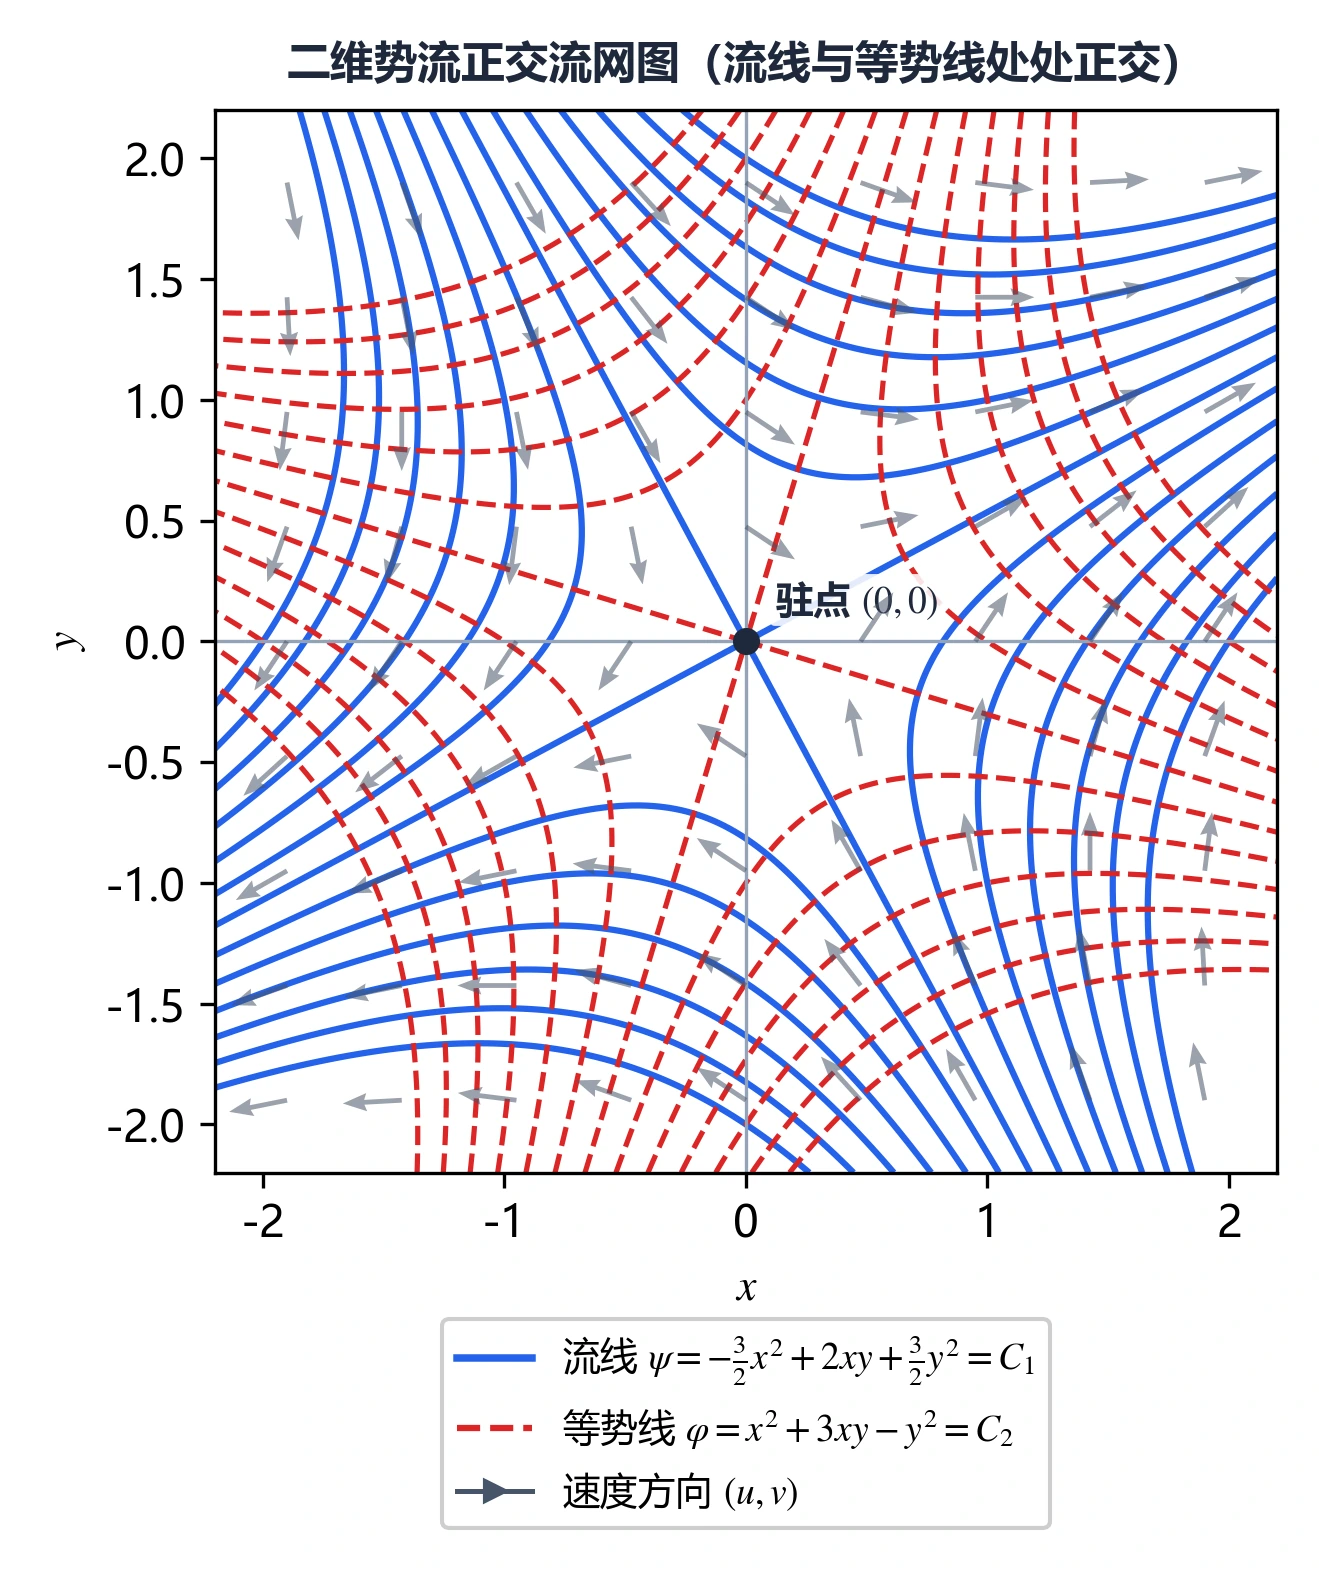 二维势流正交流网图（流线与等势线处处正交）
2.0
1.5
1.0
0.5
0.0
-0.5
-1.0
-1.5
-2.0
y
驻点 (0,0)
-2 -1 0 1 2
x
流线 ψ = −3/2x² + 2xy + 3/2y² = C₁
等势线 φ = x² + 3xy − y² = C₂
速度方向 (u, v)